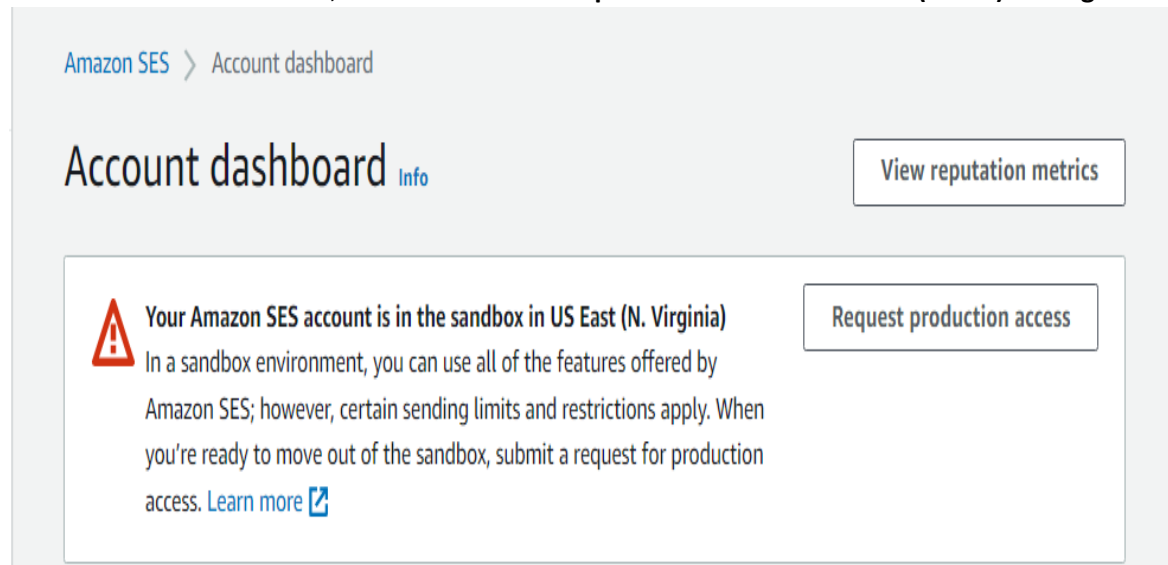 Amazon SES > Account dashboard
Account dashboard Info
View reputation metrics
Your Amazon SES account is in the sandbox in US East (N. Virginia)
Request production access
In a sandbox environment, you can use all of the features offered by
Amazon SES; however, certain sending limits and restrictions apply. When
you're ready to move out of the sandbox, submit a request for production
access. Learn more